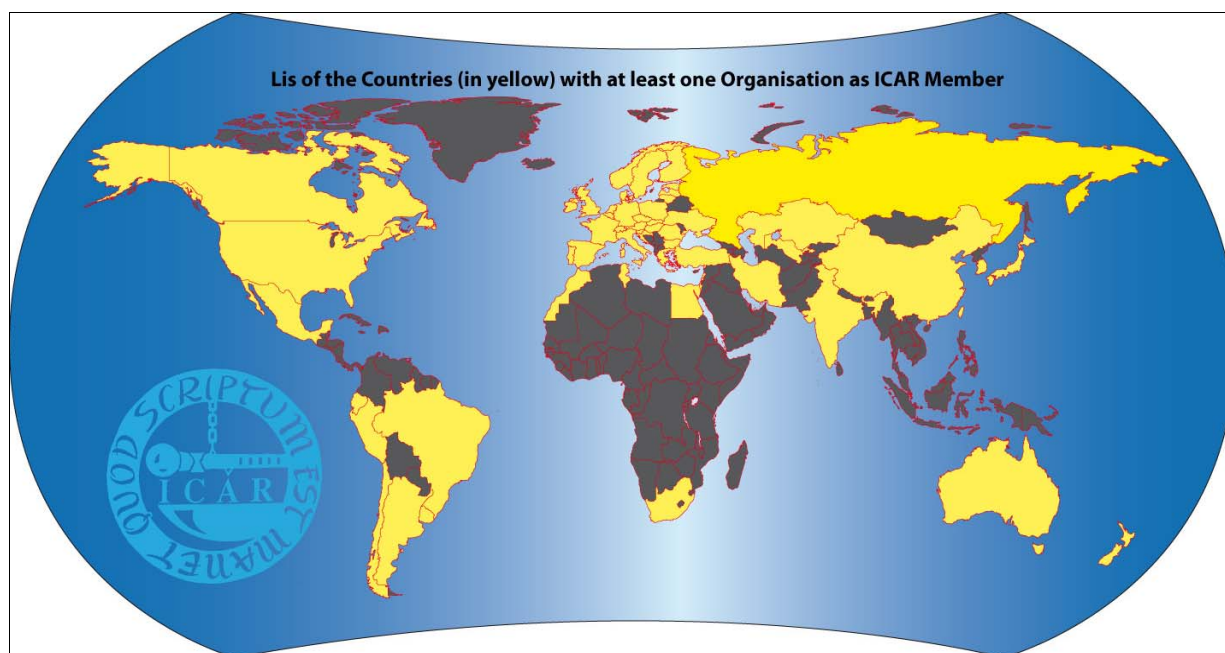 Lis of the Countries (in yellow) with at least one Organisation as ICAR Member
QUOD SCRIPTUM EST MANET
ICAR